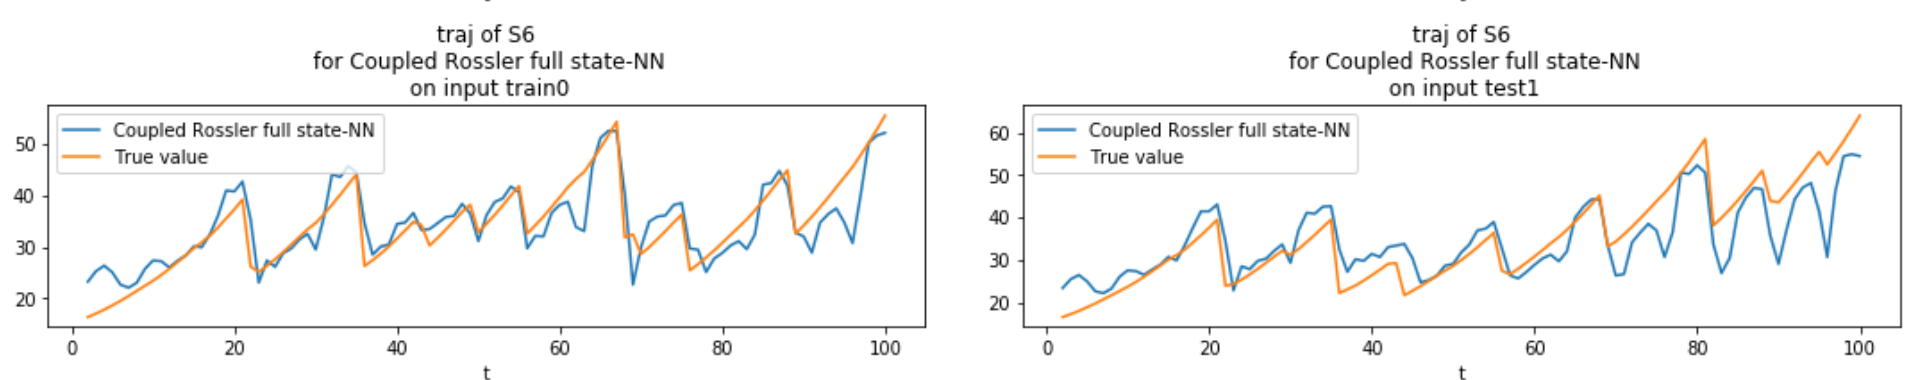 traj of S6
for Coupled Rossler full state-NN
on input train0
Coupled Rossler full state-NN
True value
50
40
30
20
0 20 40 60 80 100
t
traj of S6
for Coupled Rossler full state-NN
on input test1
Coupled Rossler full state-NN
True value
60
50
40
30
20
0 20 40 60 80 100
t